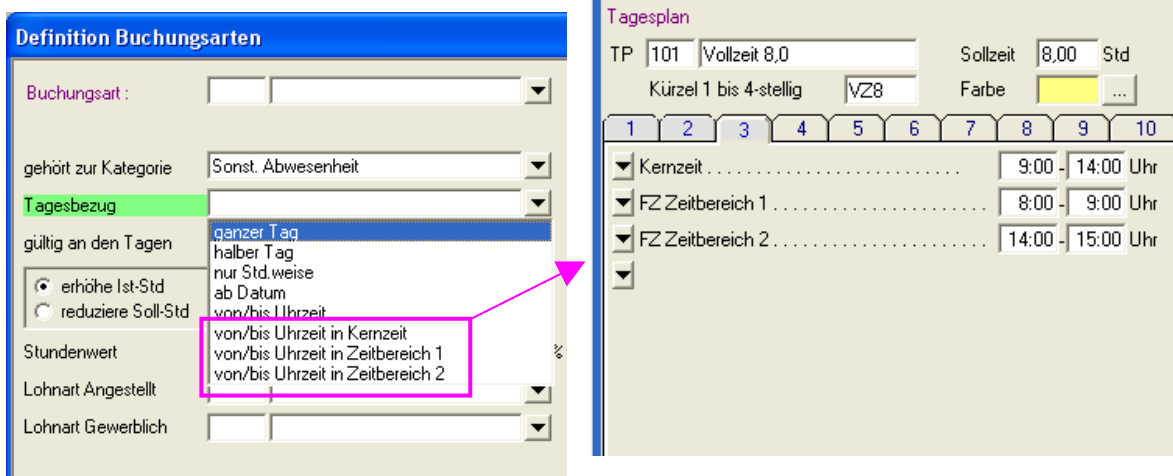 Definition Buchungsarten
Buchungsart :
gehört zur Kategorie Sonst. Abwesenheit
Tagesbezug
gültig an den Tagen
ganzer Tag
halber Tag
nur Std.weise
ab Datum
von/bis Uhrzeit
von/bis Uhrzeit in Kernzeit
von/bis Uhrzeit in Zeitbereich 1
von/bis Uhrzeit in Zeitbereich 2
erhöhe Ist-Std
reduziere Soll-Std
Stundenwert %
Lohnart Angestellt
Lohnart Gewerblich
Tagesplan
TP 101 Vollzeit 8,0 Sollzeit 8,00 Std
Kürzel 1 bis 4-stellig VZ8 Farbe ...
1 2 3 4 5 6 7 8 9 10
Kernzeit . . . . . . . . . . . . . . . . . . . . . . . . . . 9:00 - 14:00 Uhr
FZ Zeitbereich 1 . . . . . . . . . . . . . . . . . . . . . . 8:00 - 9:00 Uhr
FZ Zeitbereich 2 . . . . . . . . . . . . . . . . . . . . . . 14:00 - 15:00 Uhr